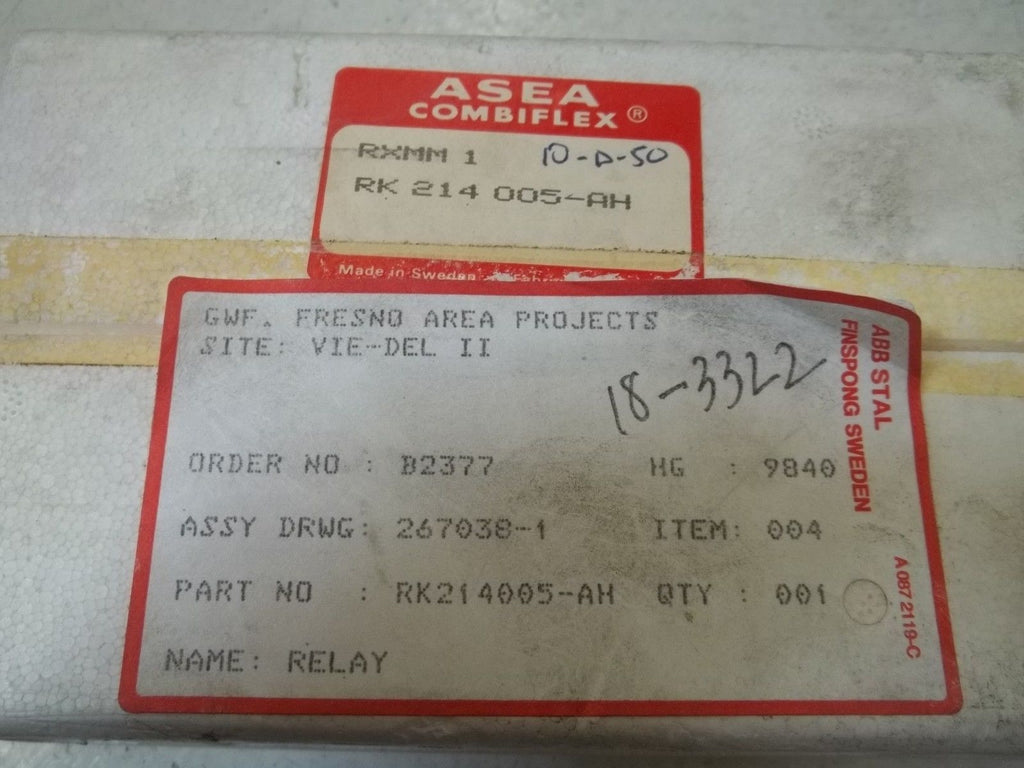 ASEA
COMBIFLEX ®
RXMM 1
RK 214 005-AH
Made in Sweden
GWF. FRESNO AREA PROJECTS
SITE: VIE-DEL II
18-3322
ABB STAL
FINSPONG SWEDEN
ORDER NO : B2377 HG : 9840
ASSY DRWG: 267038-1 ITEM: 004
PART NO : RK214005-AH QTY : 001
A 087 2119-C
NAME: RELAY